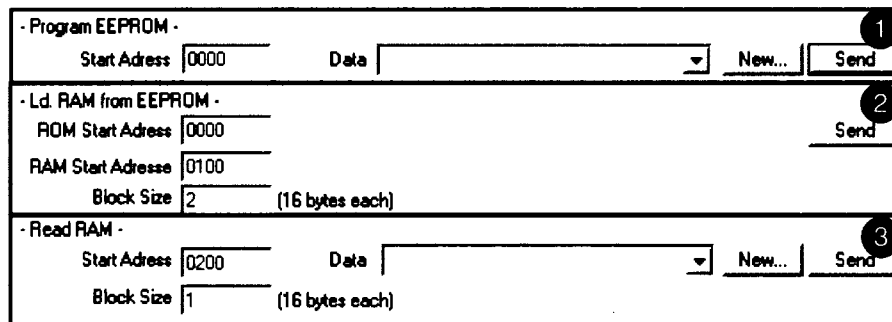 - Program EEPROM -
1
Start Adress 0000 Data New... Send
- Ld. RAM from EEPROM -
2
ROM Start Adress 0000 Send
RAM Start Adresse 0100
Block Size 2 (16 bytes each)
- Read RAM -
3
Start Adress 0200 Data New... Send
Block Size 1 (16 bytes each)